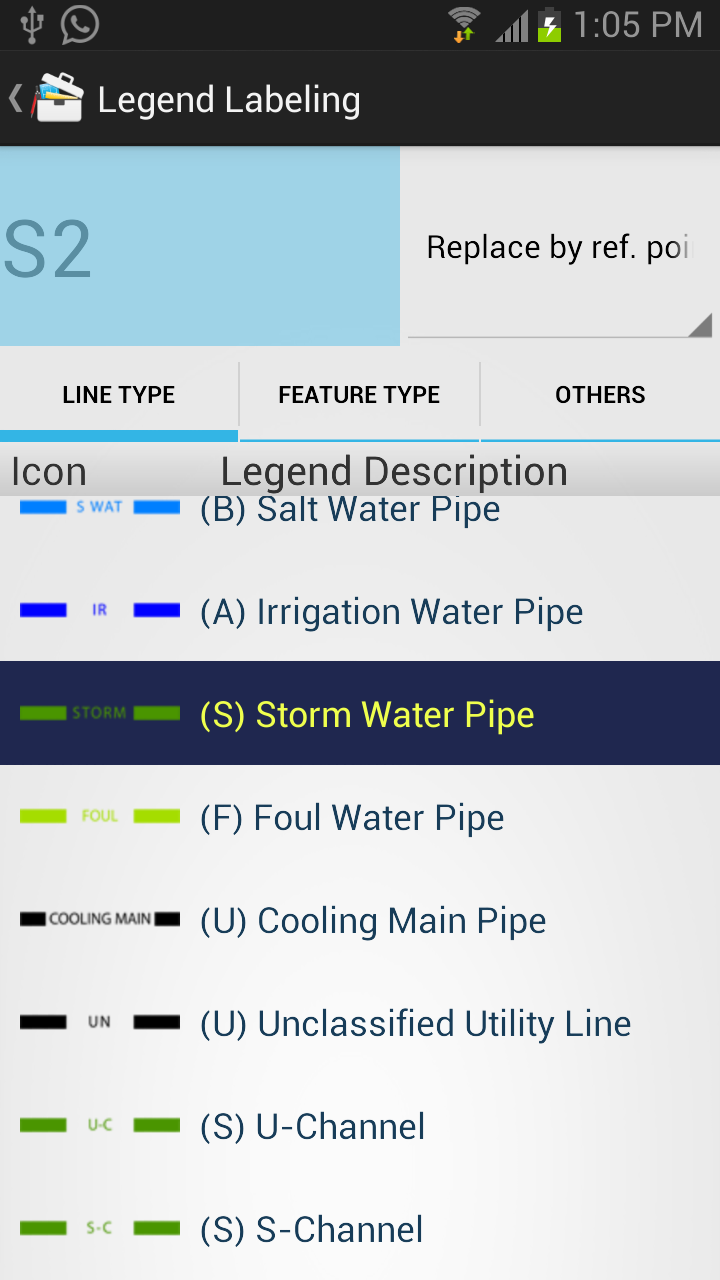 1:05 PM
Legend Labeling
S2
Replace by ref. poi
LINE TYPE
FEATURE TYPE
OTHERS
Icon Legend Description
S WAT (B) Salt Water Pipe
IR (A) Irrigation Water Pipe
STORM (S) Storm Water Pipe
FOUL (F) Foul Water Pipe
COOLING MAIN (U) Cooling Main Pipe
UN (U) Unclassified Utility Line
U-C (S) U-Channel
S-C (S) S-Channel